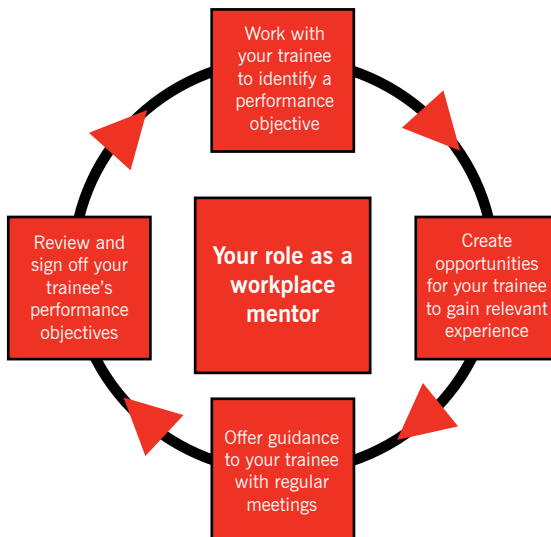 Work with
your trainee
to identify a
performance
objective
Review and
sign off your
trainee's
performance
objectives
Your role as a
workplace
mentor
Create
opportunities
for your trainee
to gain relevant
experience
Offer guidance
to your trainee
with regular
meetings